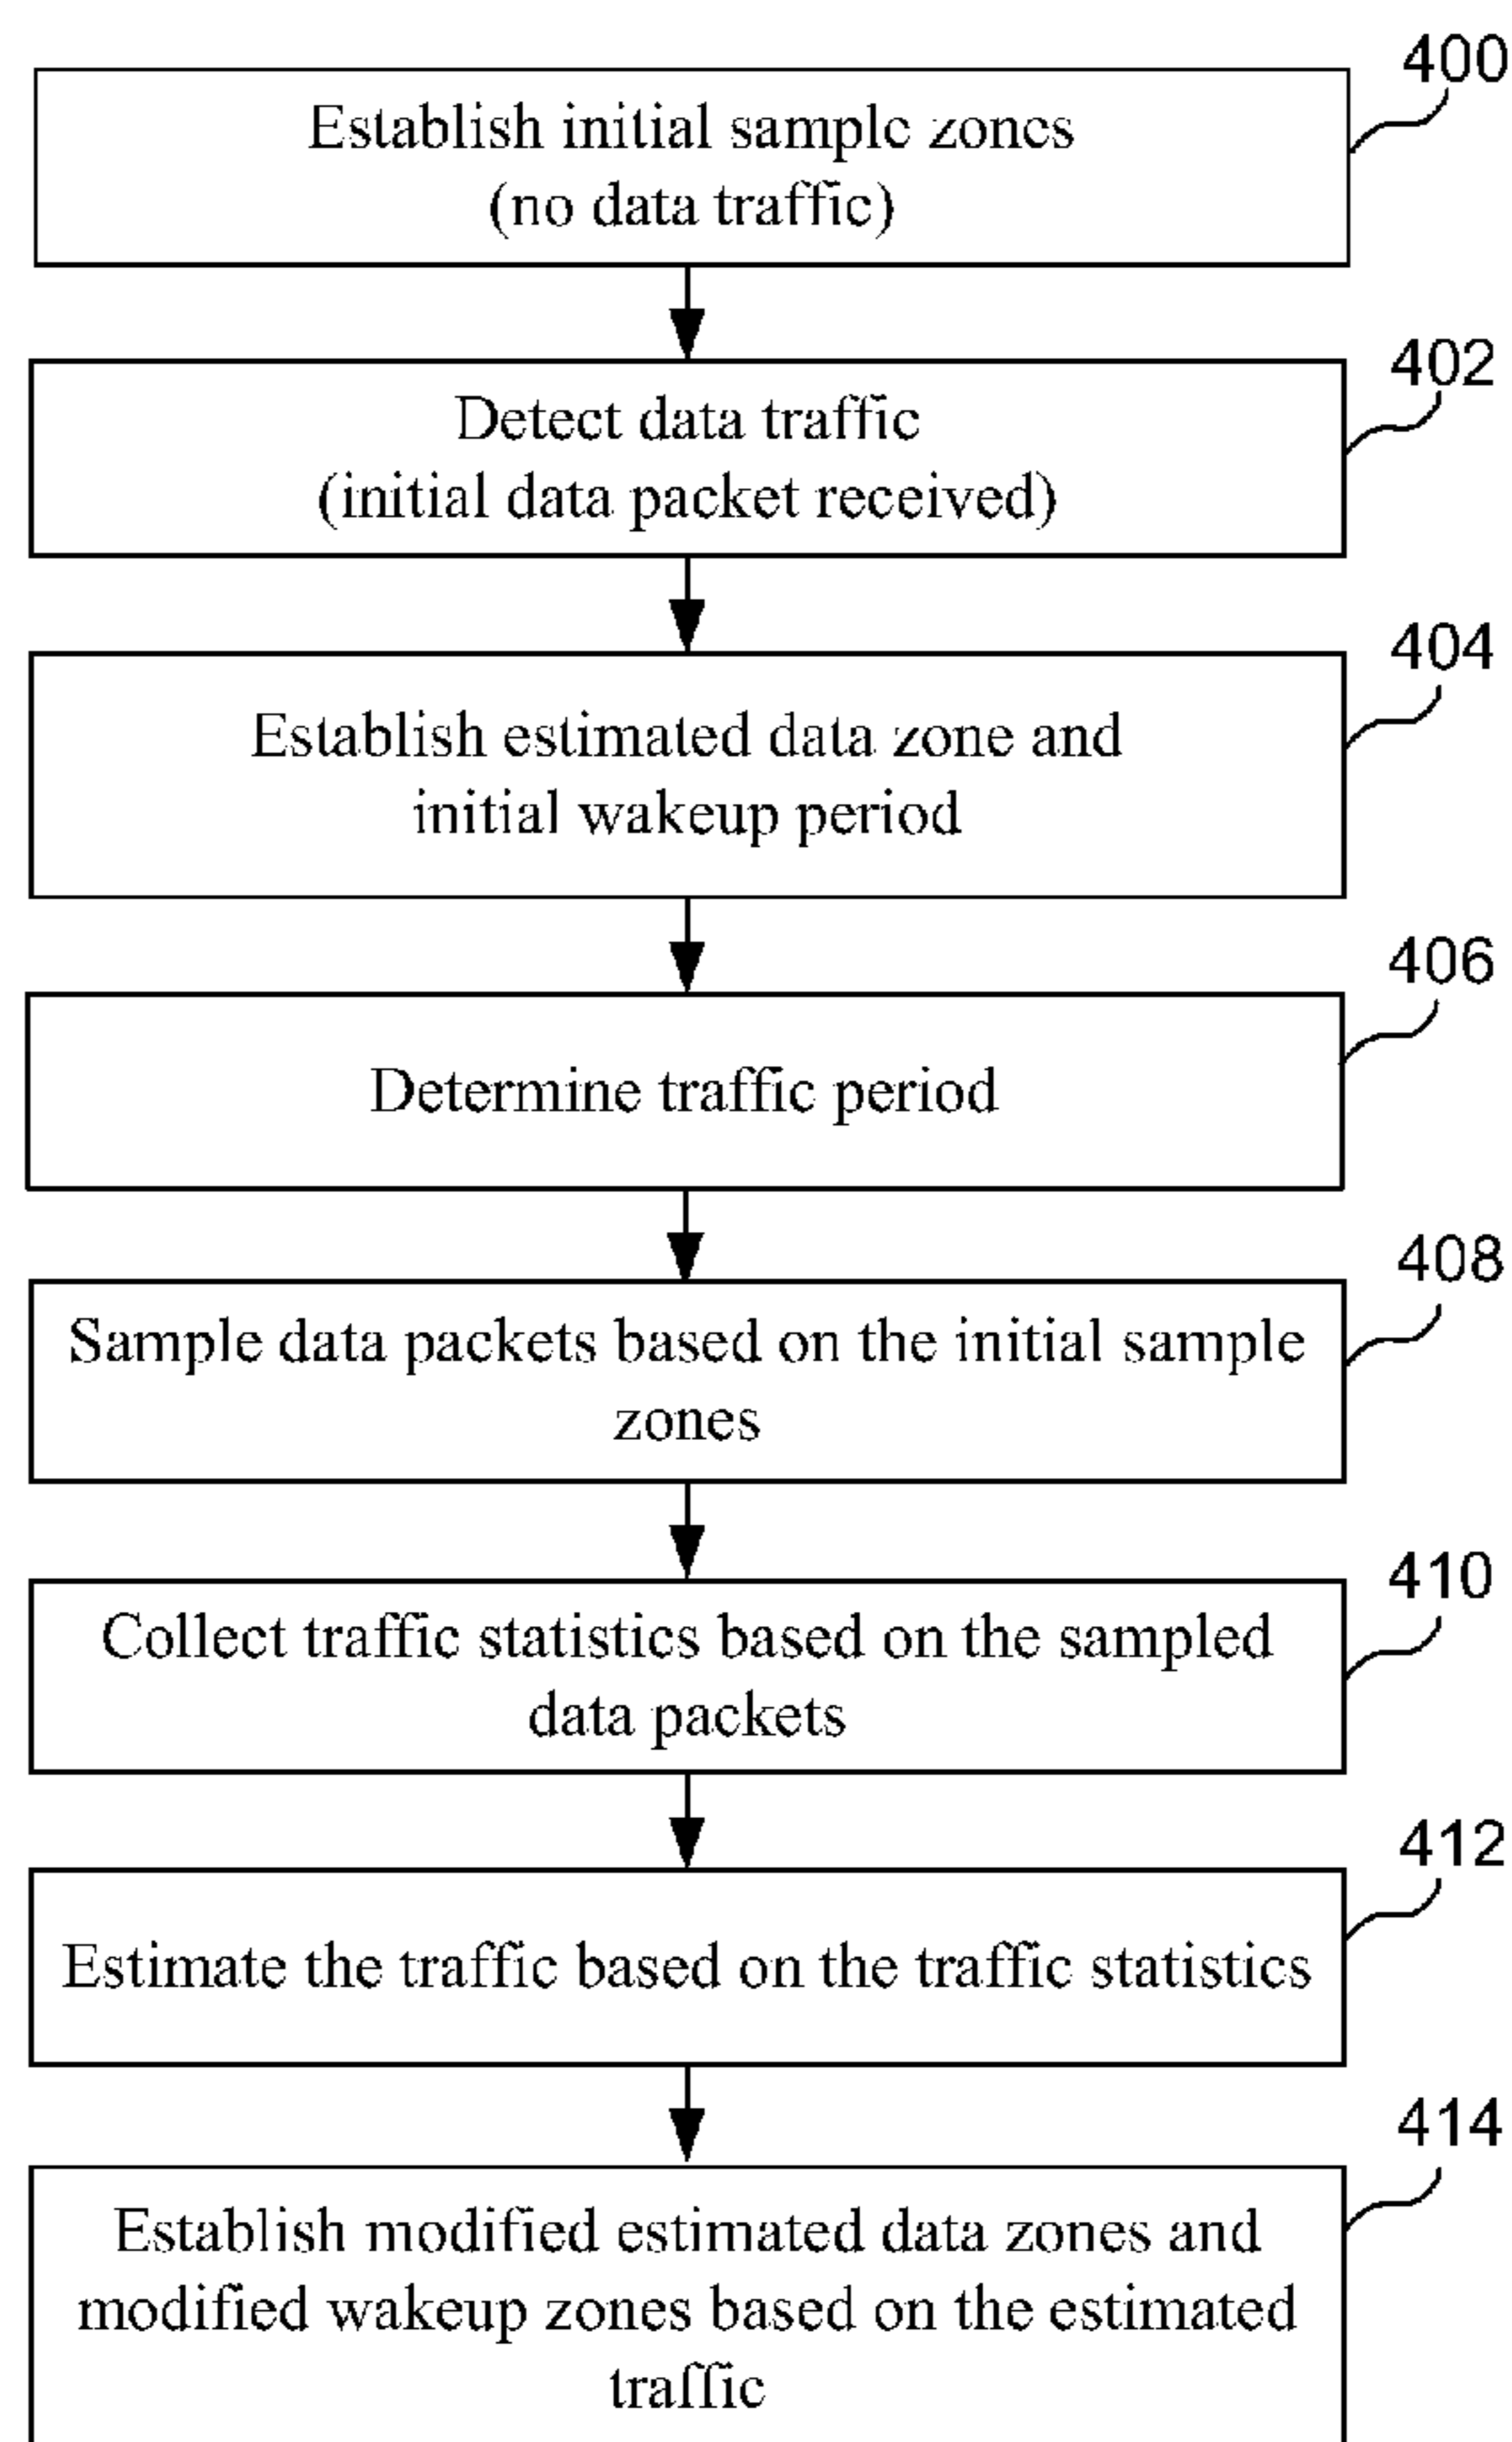 400
Establish initial sample zones
(no data traffic)
402
Detect data traffic
(initial data packet received)
404
Establish estimated data zone and
initial wakeup period
406
Determine traffic period
408
Sample data packets based on the initial sample
zones
410
Collect traffic statistics based on the sampled
data packets
412
Estimate the traffic based on the traffic statistics
414
Establish modified estimated data zones and
modified wakeup zones based on the estimated
traffic